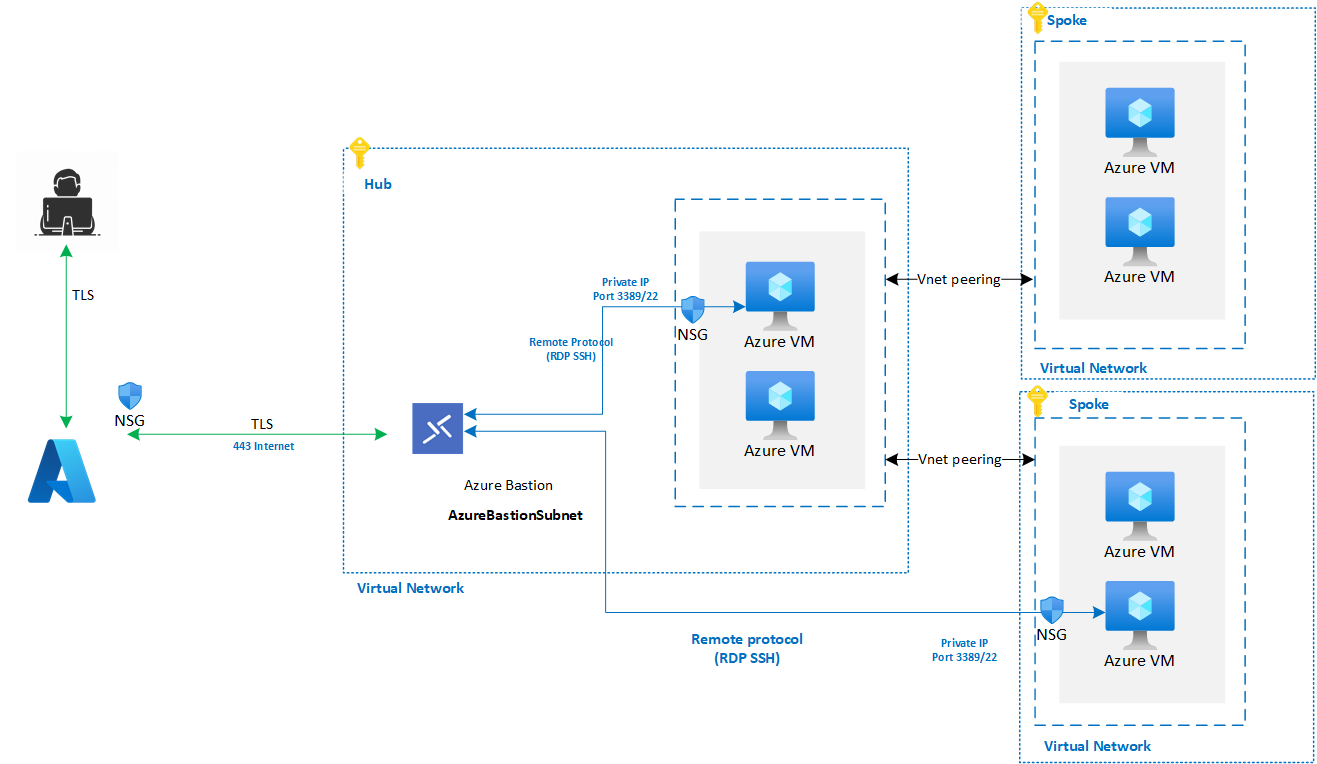 Spoke
Azure VM
Azure VM
Virtual Network
Hub
TLS
Private IP
Port 3389/22
NSG
Remote Protocol
(RDP SSH)
Azure VM
Azure VM
Vnet peering
Vnet peering
NSG
TLS
443 Internet
Azure Bastion
AzureBastionSubnet
Virtual Network
Spoke
Azure VM
NSG
Azure VM
Remote protocol
(RDP SSH)
Private IP
Port 3389/22
Virtual Network